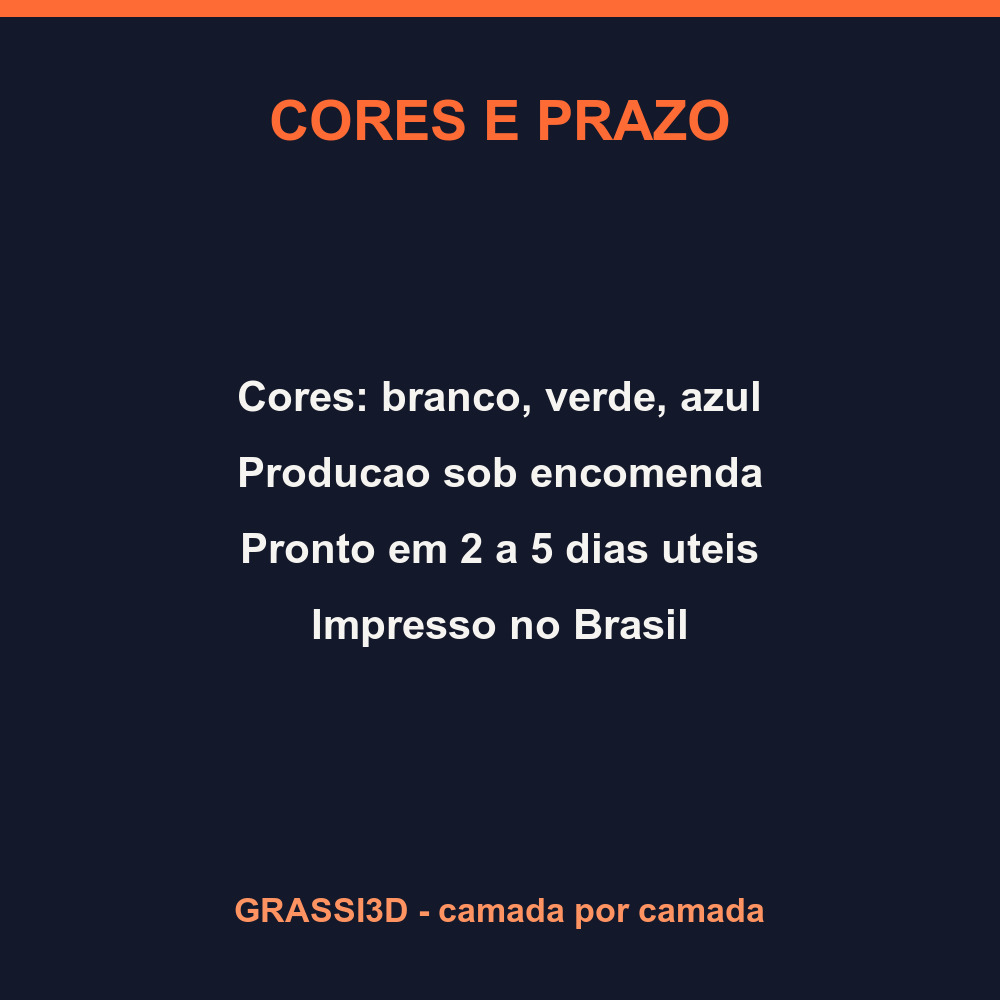 CORES E PRAZO
Cores: branco, verde, azul
Producao sob encomenda
Pronto em 2 a 5 dias uteis
Impresso no Brasil
GRASSI3D - camada por camada